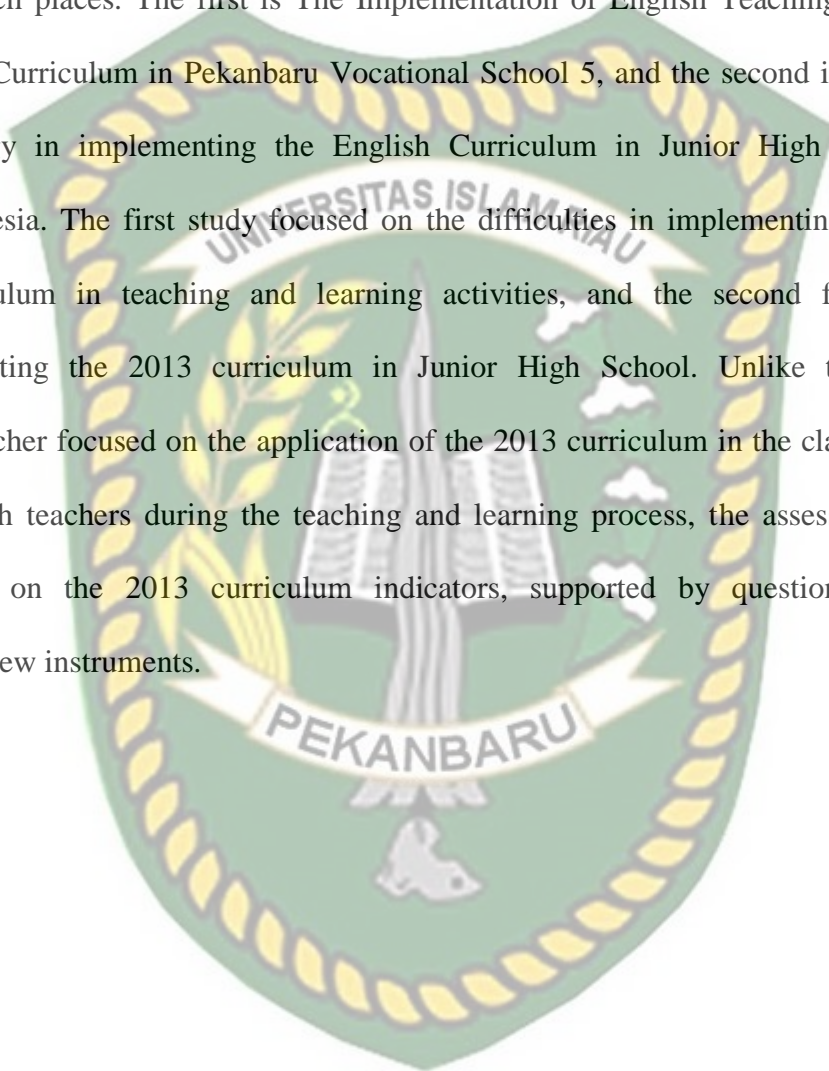 ch places. The first is The Implementation of English Teaching
Curriculum in Pekanbaru Vocational School 5, and the second i
y in implementing the English Curriculum in Junior High
esia. The first study focused on the difficulties in implementin
ulum in teaching and learning activities, and the second f
ting the 2013 curriculum in Junior High School. Unlike t
cher focused on the application of the 2013 curriculum in the cla
h teachers during the teaching and learning process, the asses
on the 2013 curriculum indicators, supported by question
ew instruments.
UNIVERSITAS ISLAM RIAU
PEKANBARU